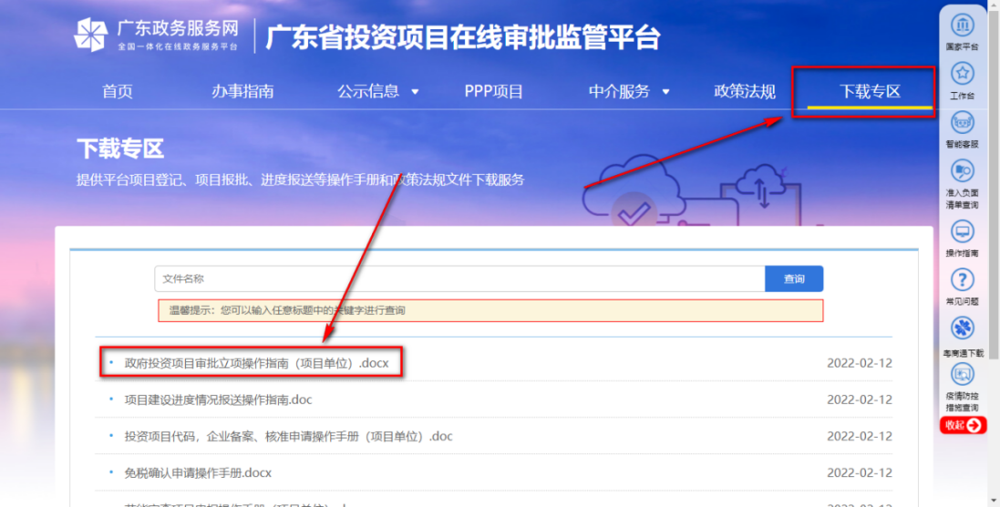 广东政务服务网
全国一体化在线政务服务平台
广东省投资项目在线审批监管平台
首页 办事指南 公示信息 PPP项目 中介服务 政策法规 下载专区
下载专区
提供平台项目登记、项目报批、进度报送等操作手册和政策法规文件下载服务
文件名称 查询
温馨提示：您可以输入任意标题中的关键字进行查询
政府投资项目审批立项操作指南（项目单位）.docx 2022-02-12
项目建设进度情况报送操作指南.doc 2022-02-12
投资项目代码，企业备案、核准申请操作手册（项目单位）.doc 2022-02-12
免税确认申请操作手册.docx 2022-02-12
国家平台
工作台
智能客服
准入负面
清单查询
操作指南
常见问题
粤商通下载
疫情防控
措施查询
收起